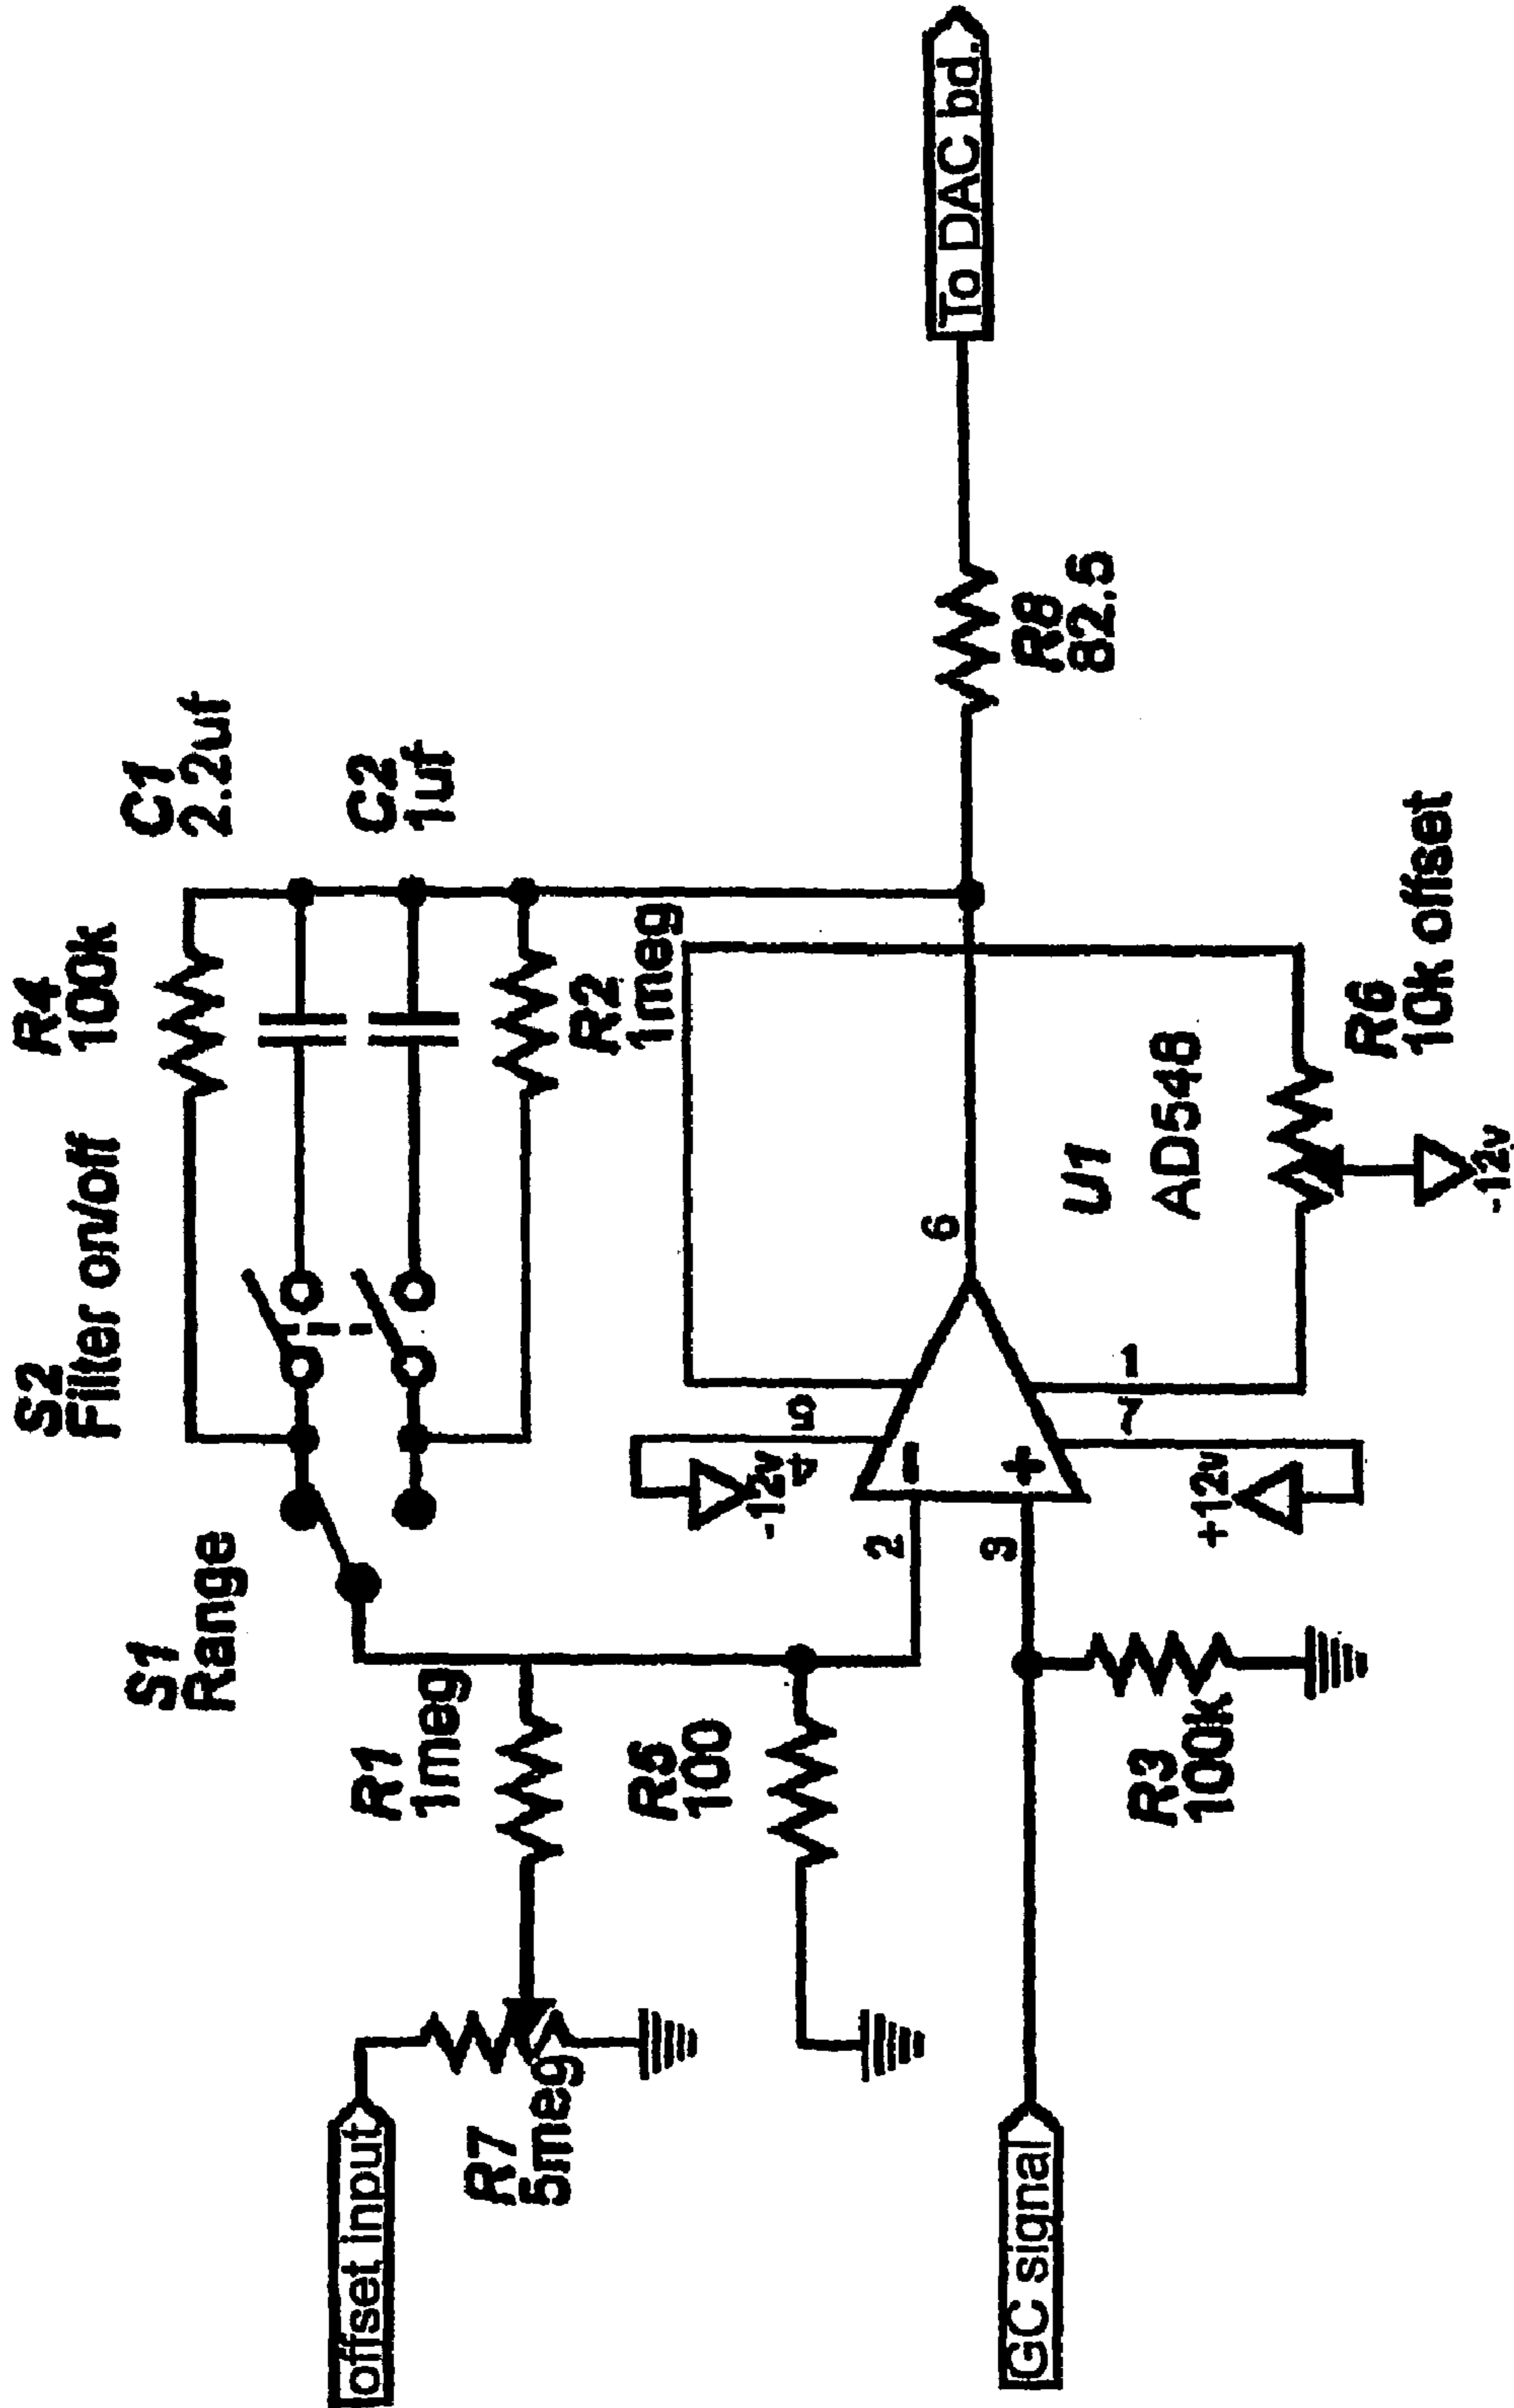 R4
100k
C1
2.2uf
S2
Filter on/off
C2
1uf
S1
Range
R2
1meg
R1
1meg
offset input
R7
5meg
R5
100
-12v
4
5
2
3
6
7
1
+12v
U1
AD548
R8
82.5
To DAC bd.
GC signal
R3
100k
R6
10k offset
-12v